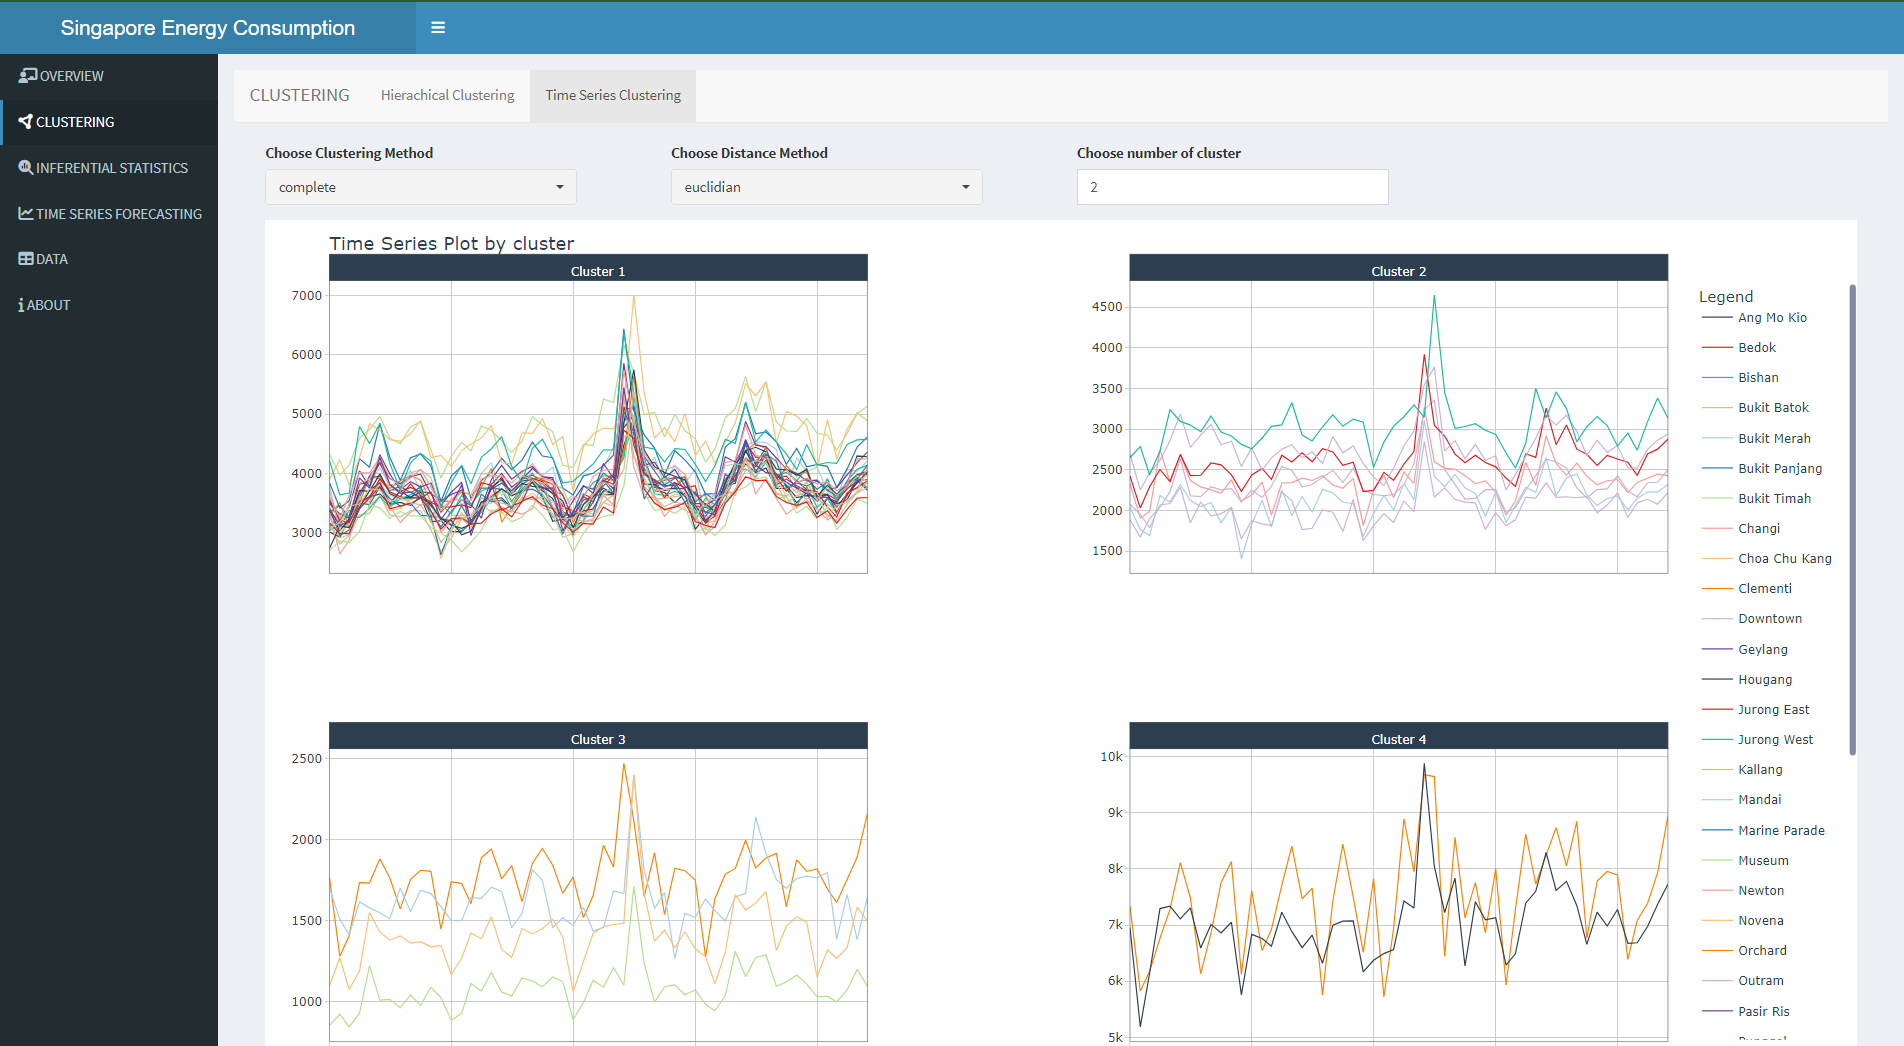 Singapore Energy Consumption
OVERVIEW
CLUSTERING
INFERENTIAL STATISTICS
TIME SERIES FORECASTING
DATA
ABOUT
CLUSTERING Hierachical Clustering Time Series Clustering
Choose Clustering Method Choose Distance Method Choose number of cluster
complete euclidian 2
Time Series Plot by cluster
Cluster 1
7000
6000
5000
4000
3000
Cluster 2
4500
4000
3500
3000
2500
2000
1500
Cluster 3
2500
2000
1500
1000
Cluster 4
10k
9k
8k
7k
6k
5k
Legend
Ang Mo Kio
Bedok
Bishan
Bukit Batok
Bukit Merah
Bukit Panjang
Bukit Timah
Changi
Choa Chu Kang
Clementi
Downtown
Geylang
Hougang
Jurong East
Jurong West
Kallang
Mandai
Marine Parade
Museum
Newton
Novena
Orchard
Outram
Pasir Ris